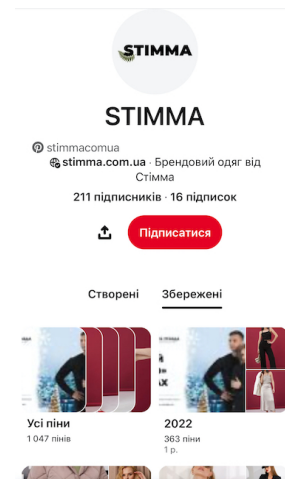 STIMMA
STIMMA
stimmacomua
stimma.com.ua · Брендовий одяг від
Стімма
211 підписників · 16 підписок
Підписатися
Створені
Збережені
Усі піни
1 047 пінів
2022
363 піни
1 р.